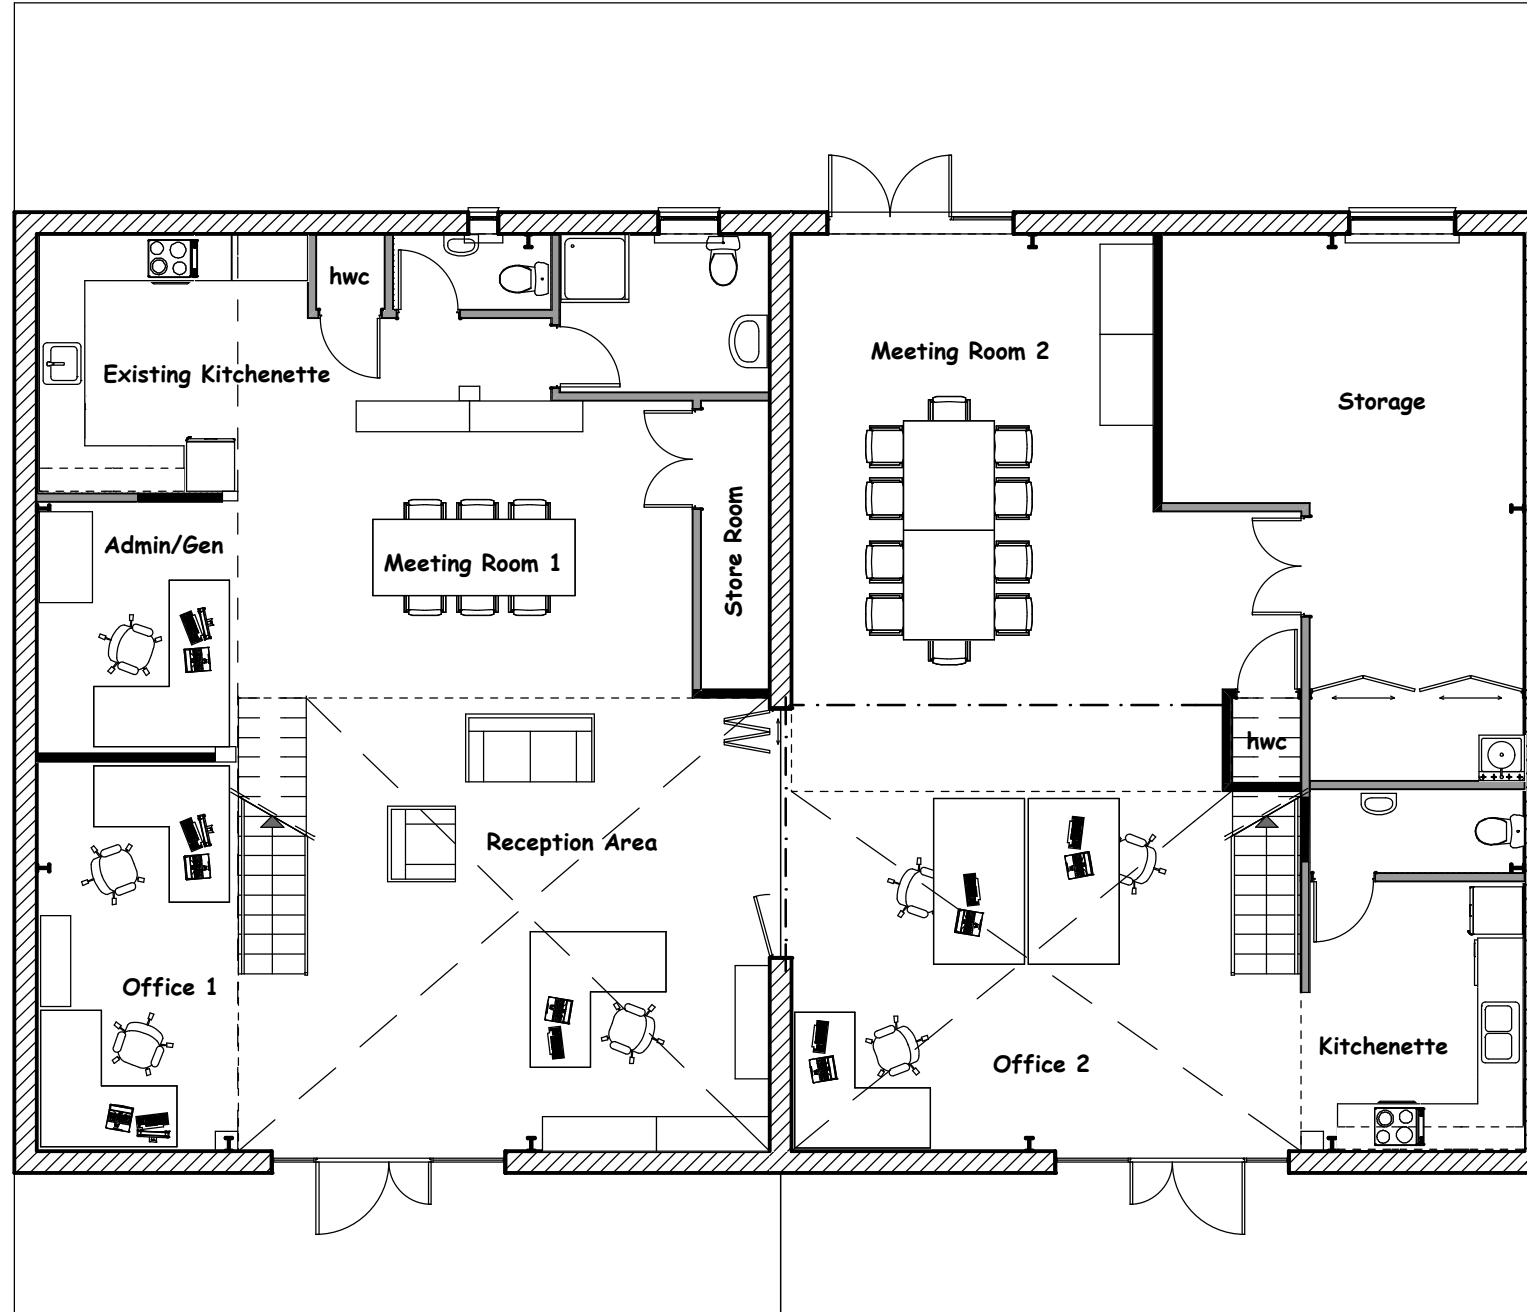 hwc
Existing Kitchenette
Meeting Room 2
Storage
Admin/Gen
Meeting Room 1
Store Room
hwc
Reception Area
Office 1
Office 2
Kitchenette